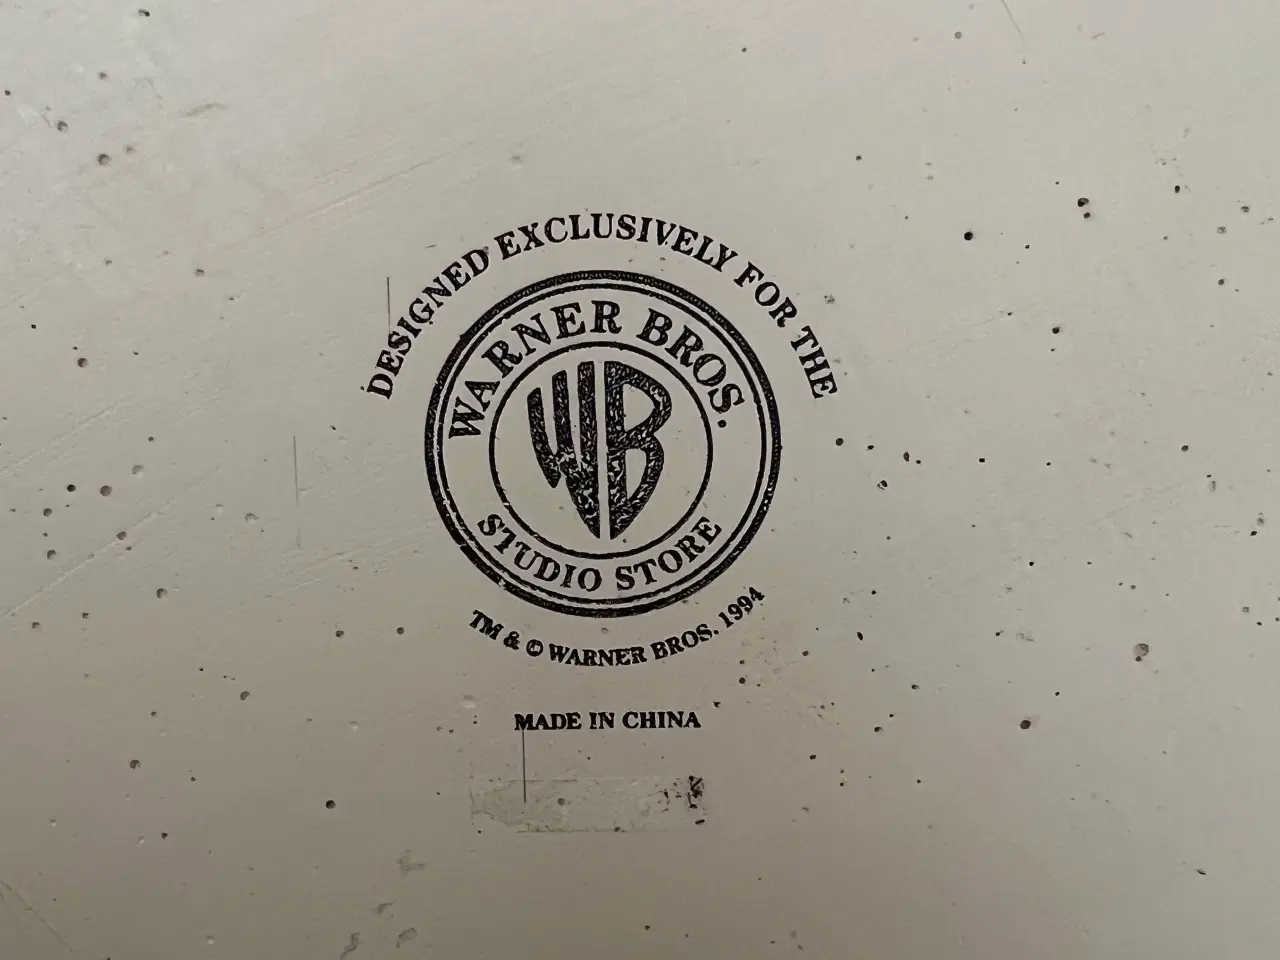 DESIGNED EXCLUSIVELY FOR THE
WARNER BROS.
WB
STUDIO STORE
TM & © WARNER BROS. 1994
MADE IN CHINA